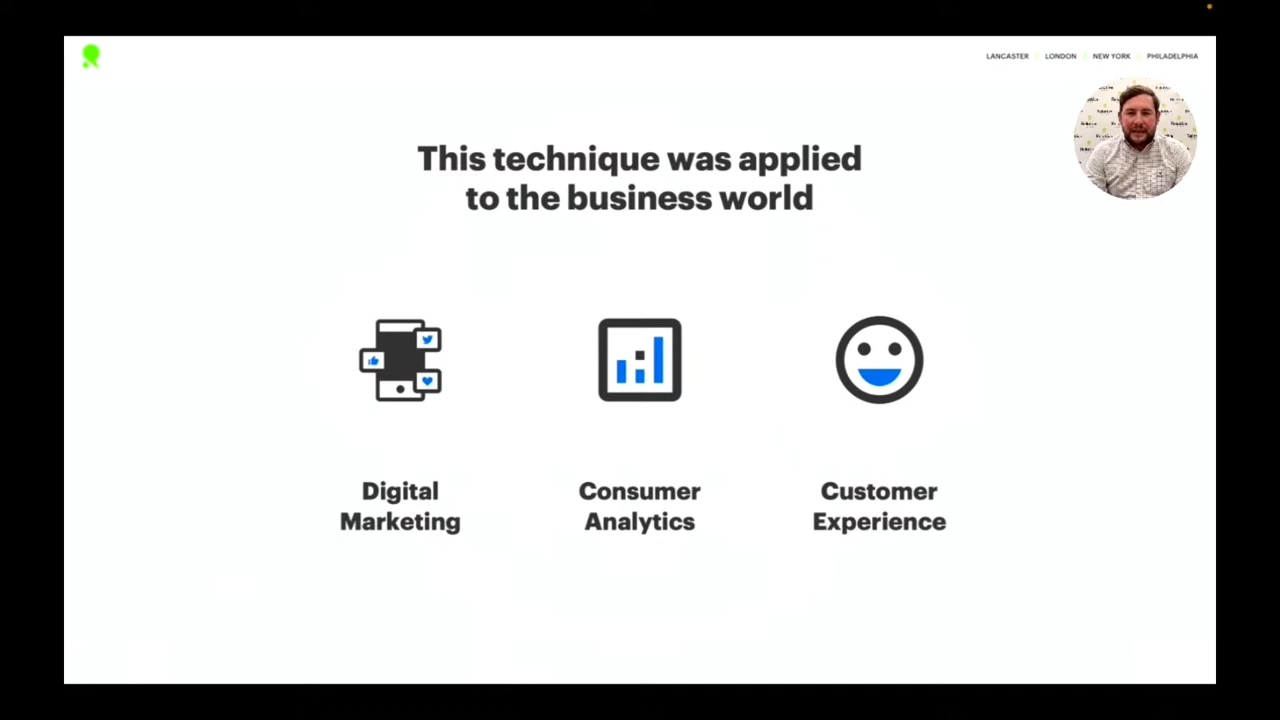 LANCASTER | LONDON | NEW YORK | PHILADELPHIA
This technique was applied
to the business world
Digital
Marketing
Consumer
Analytics
Customer
Experience